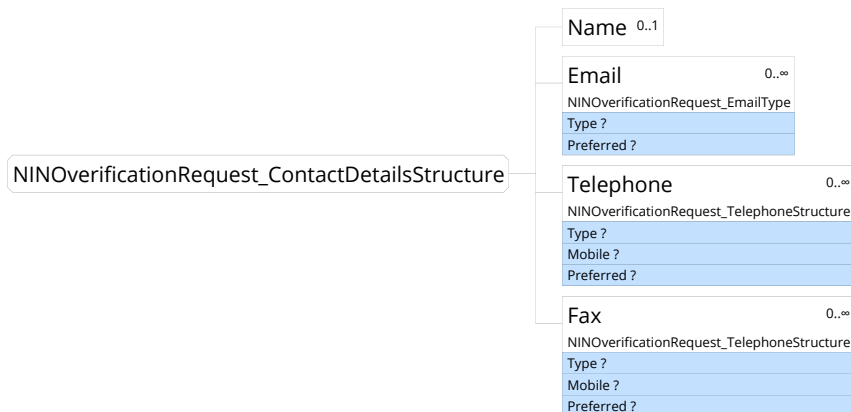 Name 0..1
Email 0..∞
NINOverificationRequest_EmailType
Type ?
Preferred ?
NINOverificationRequest_ContactDetailsStructure
Telephone 0..∞
NINOverificationRequest_TelephoneStructure
Type ?
Mobile ?
Preferred ?
Fax 0..∞
NINOverificationRequest_TelephoneStructure
Type ?
Mobile ?
Preferred ?